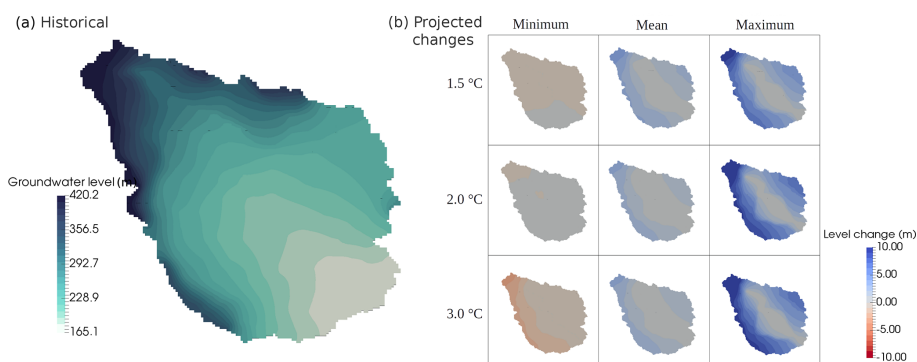 (a) Historical
Groundwater level (m)
420.2
356.5
292.7
228.9
165.1
(b) Projected changes
Minimum
Mean
Maximum
1.5 °C
2.0 °C
3.0 °C
Level change (m)
10.00
5.00
0.00
-5.00
-10.00